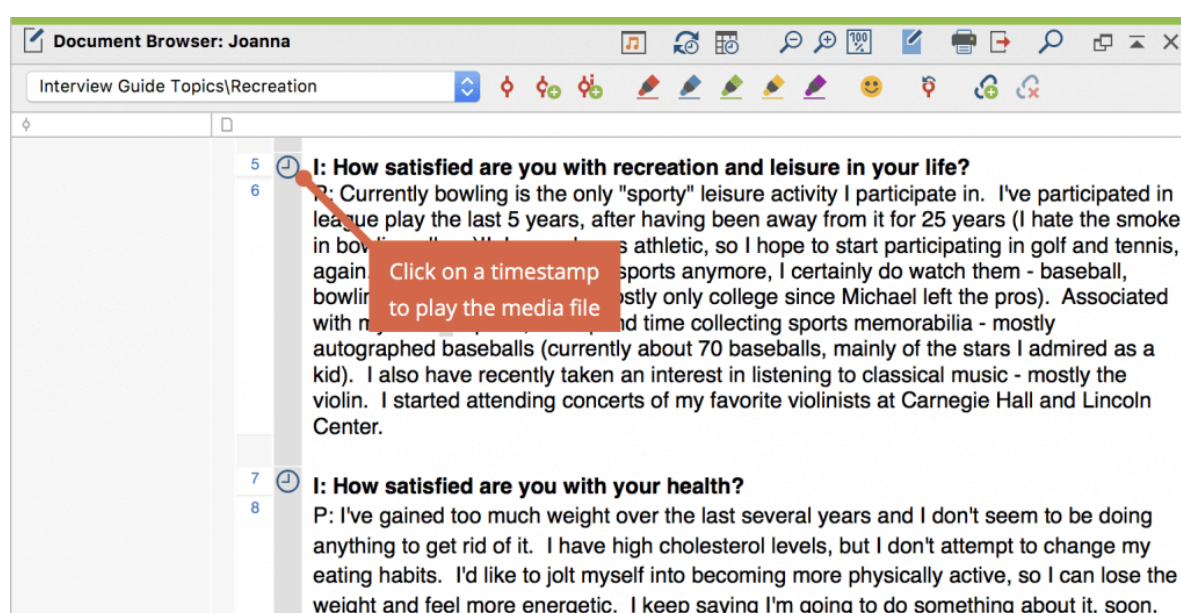 Document Browser: Joanna
100
%
Interview Guide Topics\Recreation
5
I: How satisfied are you with recreation and leisure in your life?
6
P: Currently bowling is the only "sporty" leisure activity I participate in. I've participated in
league play the last 5 years, after having been away from it for 25 years (I hate the smoke
in athletic, so I hope to start participating in golf and tennis,
again. sports anymore, I certainly do watch them - baseball,
only college since Michael left the pros). Associated
with time collecting sports memorabilia - mostly
autographed baseballs (currently about 70 baseballs, mainly of the stars I admired as a
kid). I also have recently taken an interest in listening to classical music - mostly the
violin. I started attending concerts of my favorite violinists at Carnegie Hall and Lincoln
Center.
Click on a timestamp
to play the media file
7
I: How satisfied are you with your health?
8
P: I've gained too much weight over the last several years and I don't seem to be doing
anything to get rid of it. I have high cholesterol levels, but I don't attempt to change my
eating habits. I'd like to jolt myself into becoming more physically active, so I can lose the
weight and feel more energetic. I keep saying I'm going to do something about it, soon.